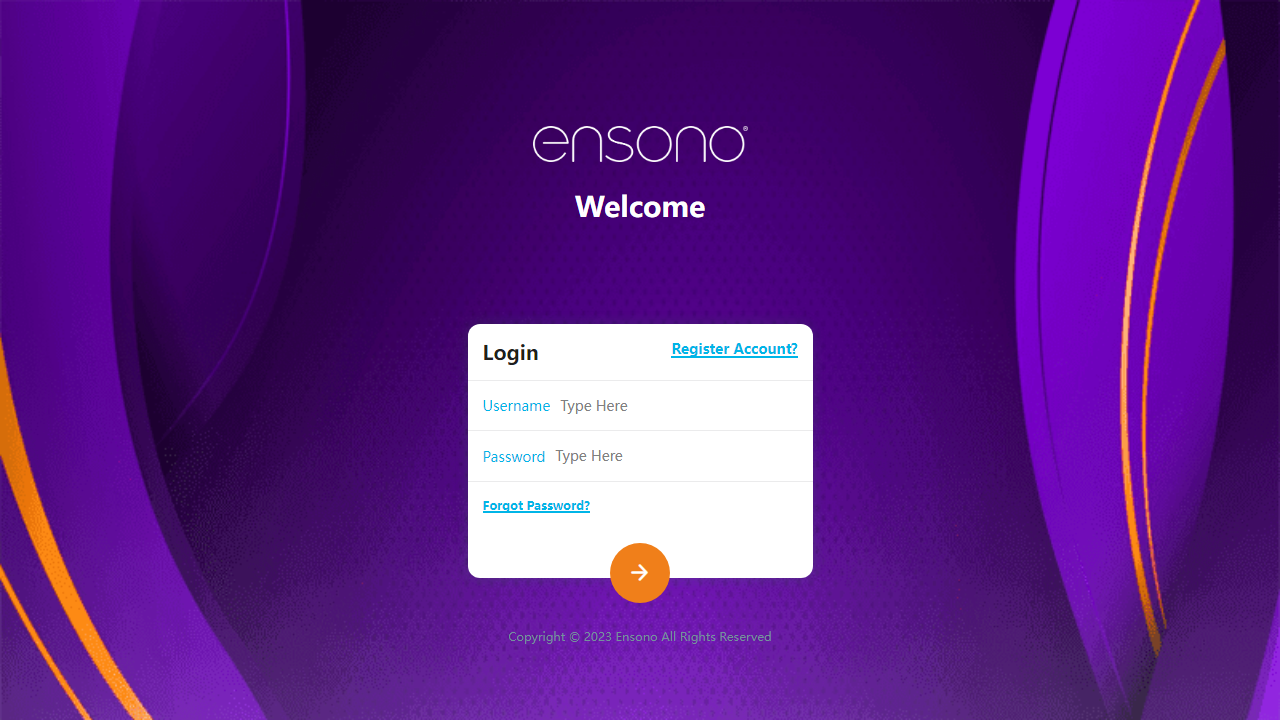 ensono®
Welcome
Login
Register Account?
Username Type Here
Password Type Here
Forgot Password?
Copyright © 2023 Ensono All Rights Reserved